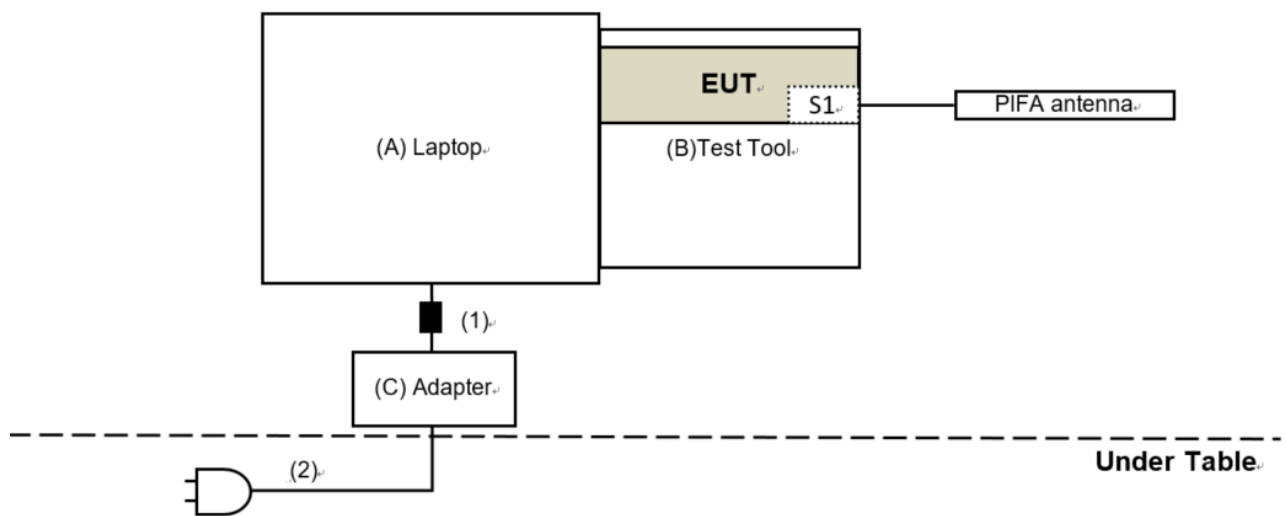 EUT
S1
PIFA antenna
(A) Laptop
(B)Test Tool
(1)
(C) Adapter
(2)
Under Table